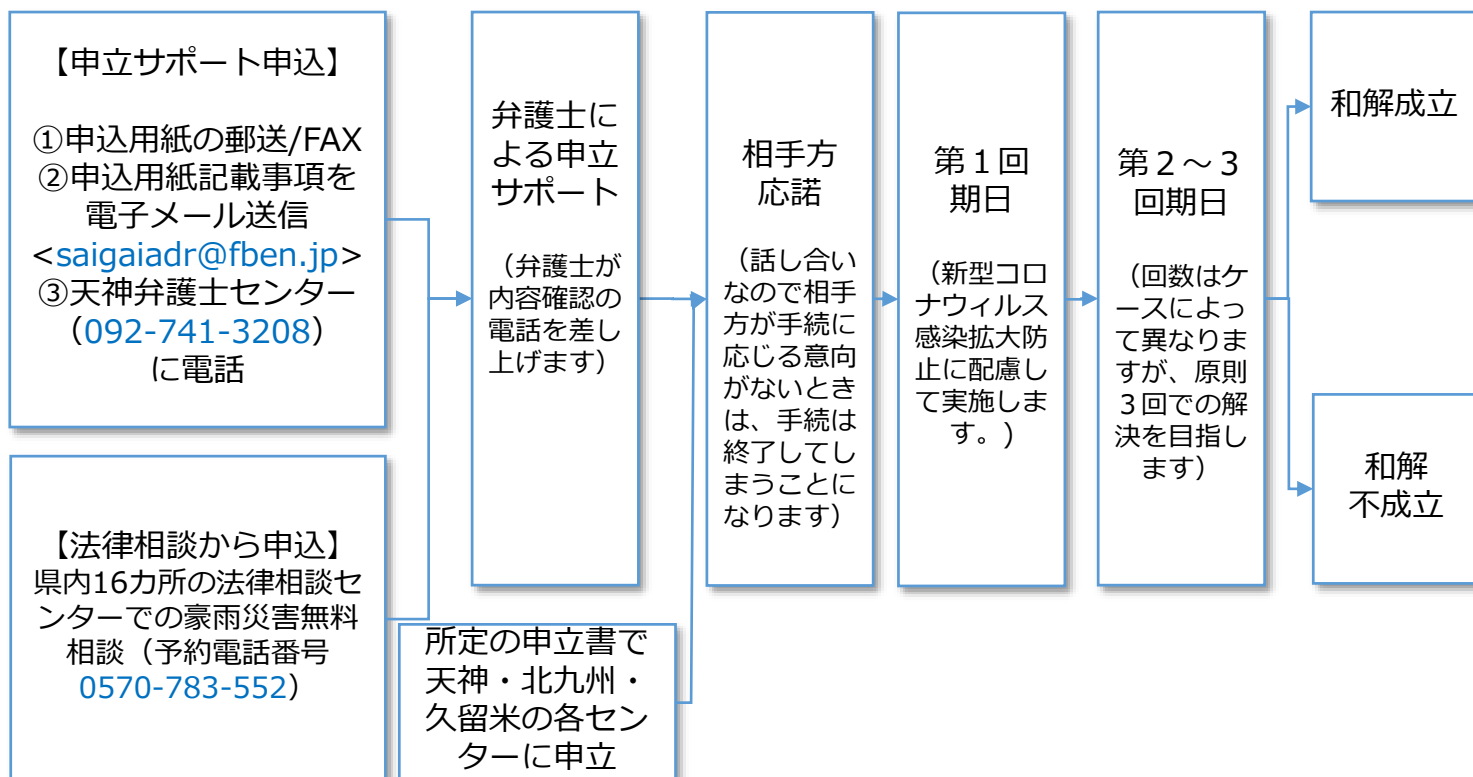 【申立サポート申込】
①申込用紙の郵送/FAX
②申込用紙記載事項を
電子メール送信
<saigaiadr@fben.jp>
③天神弁護士センター
（092-741-3208）
に電話
【法律相談から申込】
県内16カ所の法律相談セ
ンターでの豪雨災害無料
相談（予約電話番号
0570-783-552）
弁護士に
よる申立
サポート
（弁護士が
内容確認の
電話を差し
上げます）
所定の申立書で
天神・北九州・
久留米の各セン
ターに申立
相手方
応諾
（話し合い
なので相手
方が手続に
応じる意向
がないとき
は、手続は
終了してし
まうことに
なります）
第１回
期日
（新型コロ
ナウィルス
感染拡大防
止に配慮し
て実施しま
す。)
第２～３
回期日
（回数はケ
ースによっ
て異なりま
すが、原則
３回での解
決を目指し
ます）
和解成立
和解
不成立